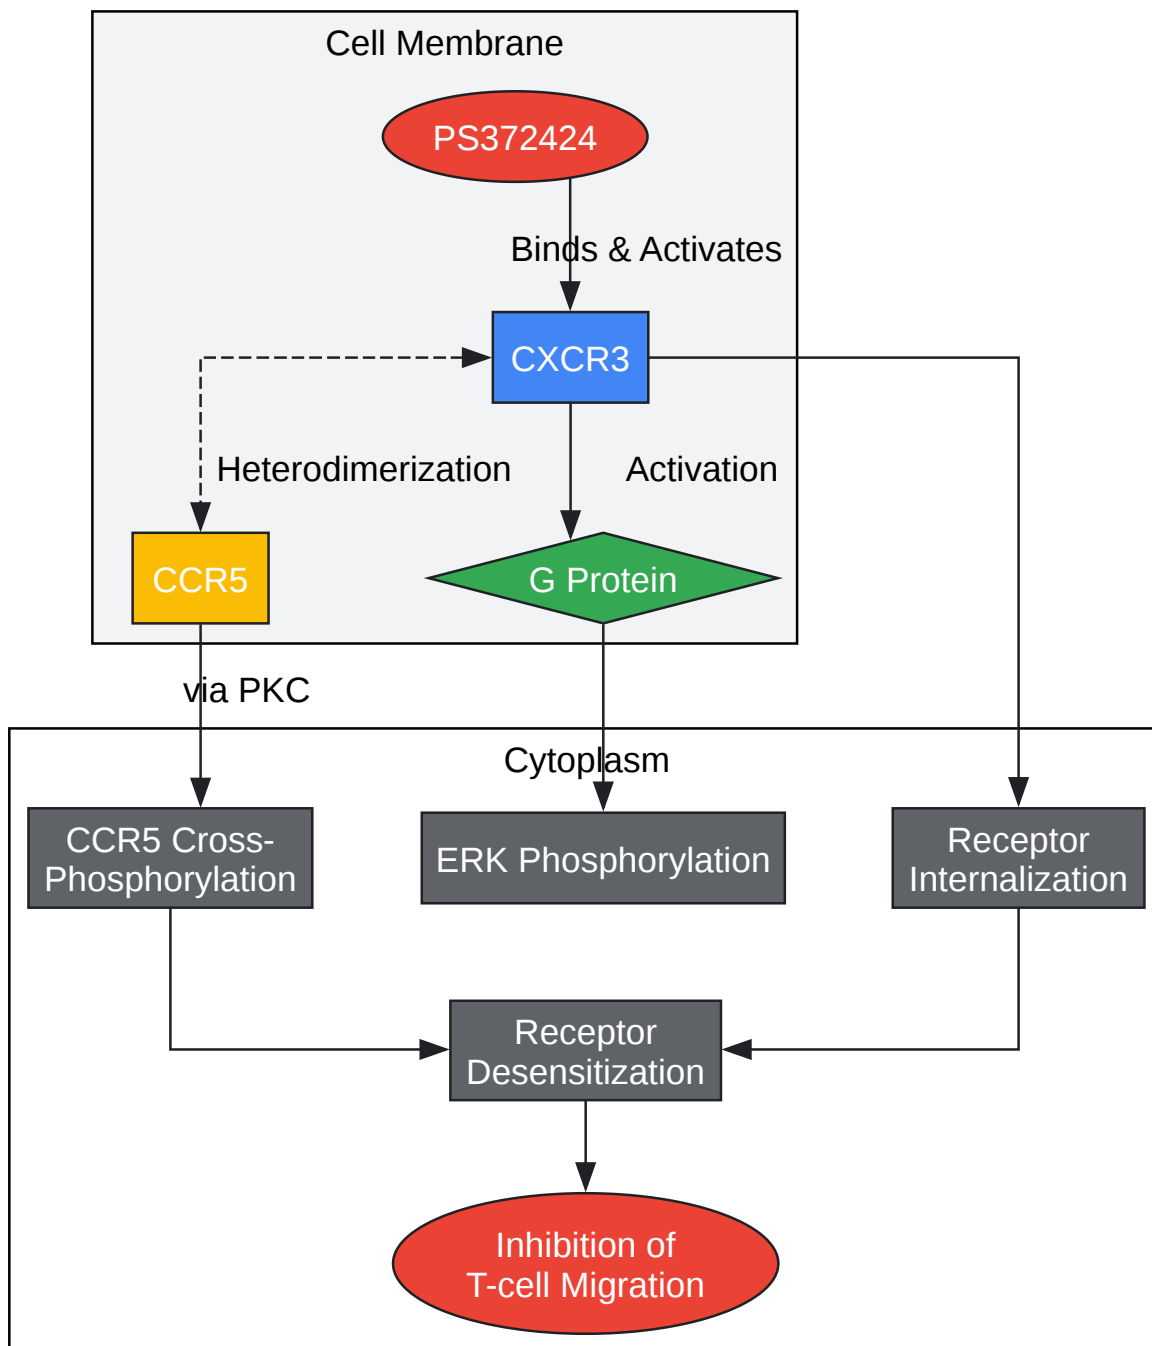 Cell Membrane
PS372424
Binds & Activates
CXCR3
Heterodimerization
Activation
CCR5
G Protein
via PKC
Cytoplasm
CCR5 Cross-
Phosphorylation
ERK Phosphorylation
Receptor
Internalization
Receptor
Desensitization
Inhibition of
T-cell Migration